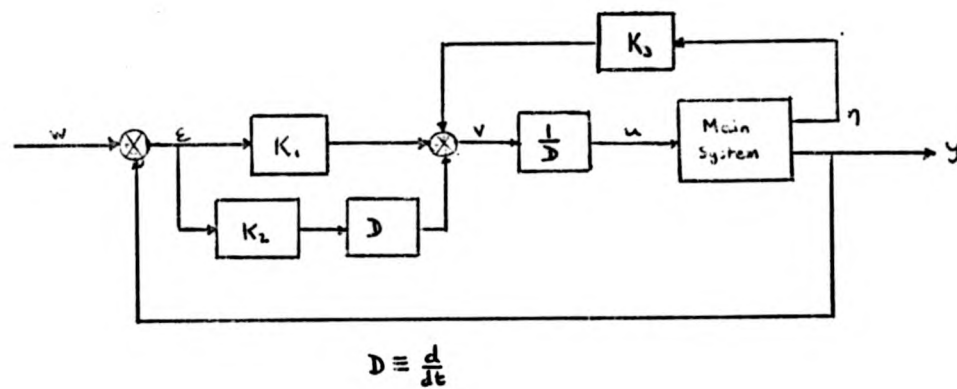 K₃
w
ε
K₁
v
1/D
u
Main
System
η
y
K₂
D
D ≡ d/dt